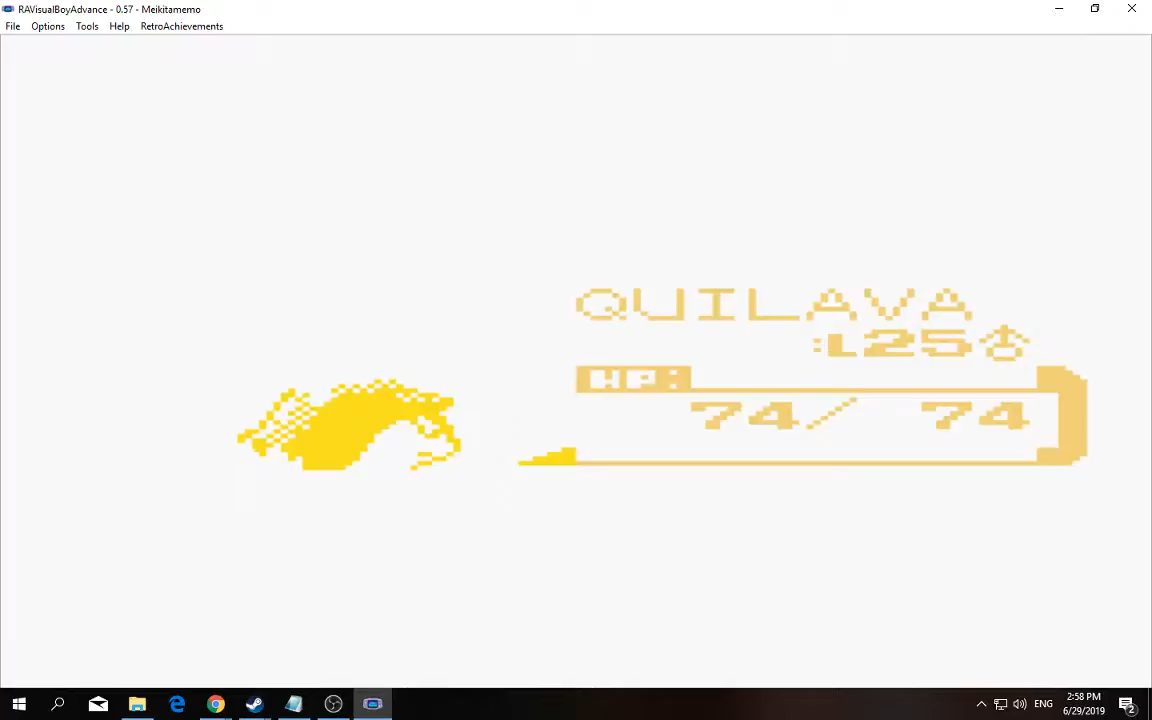 RAVisualBoyAdvance - 0.57 - Meikitamemo
File Options Tools Help RetroAchievements
QUILAVA
:L25♂
HP:
74/ 74
ENG
2:58 PM
6/29/2019
2